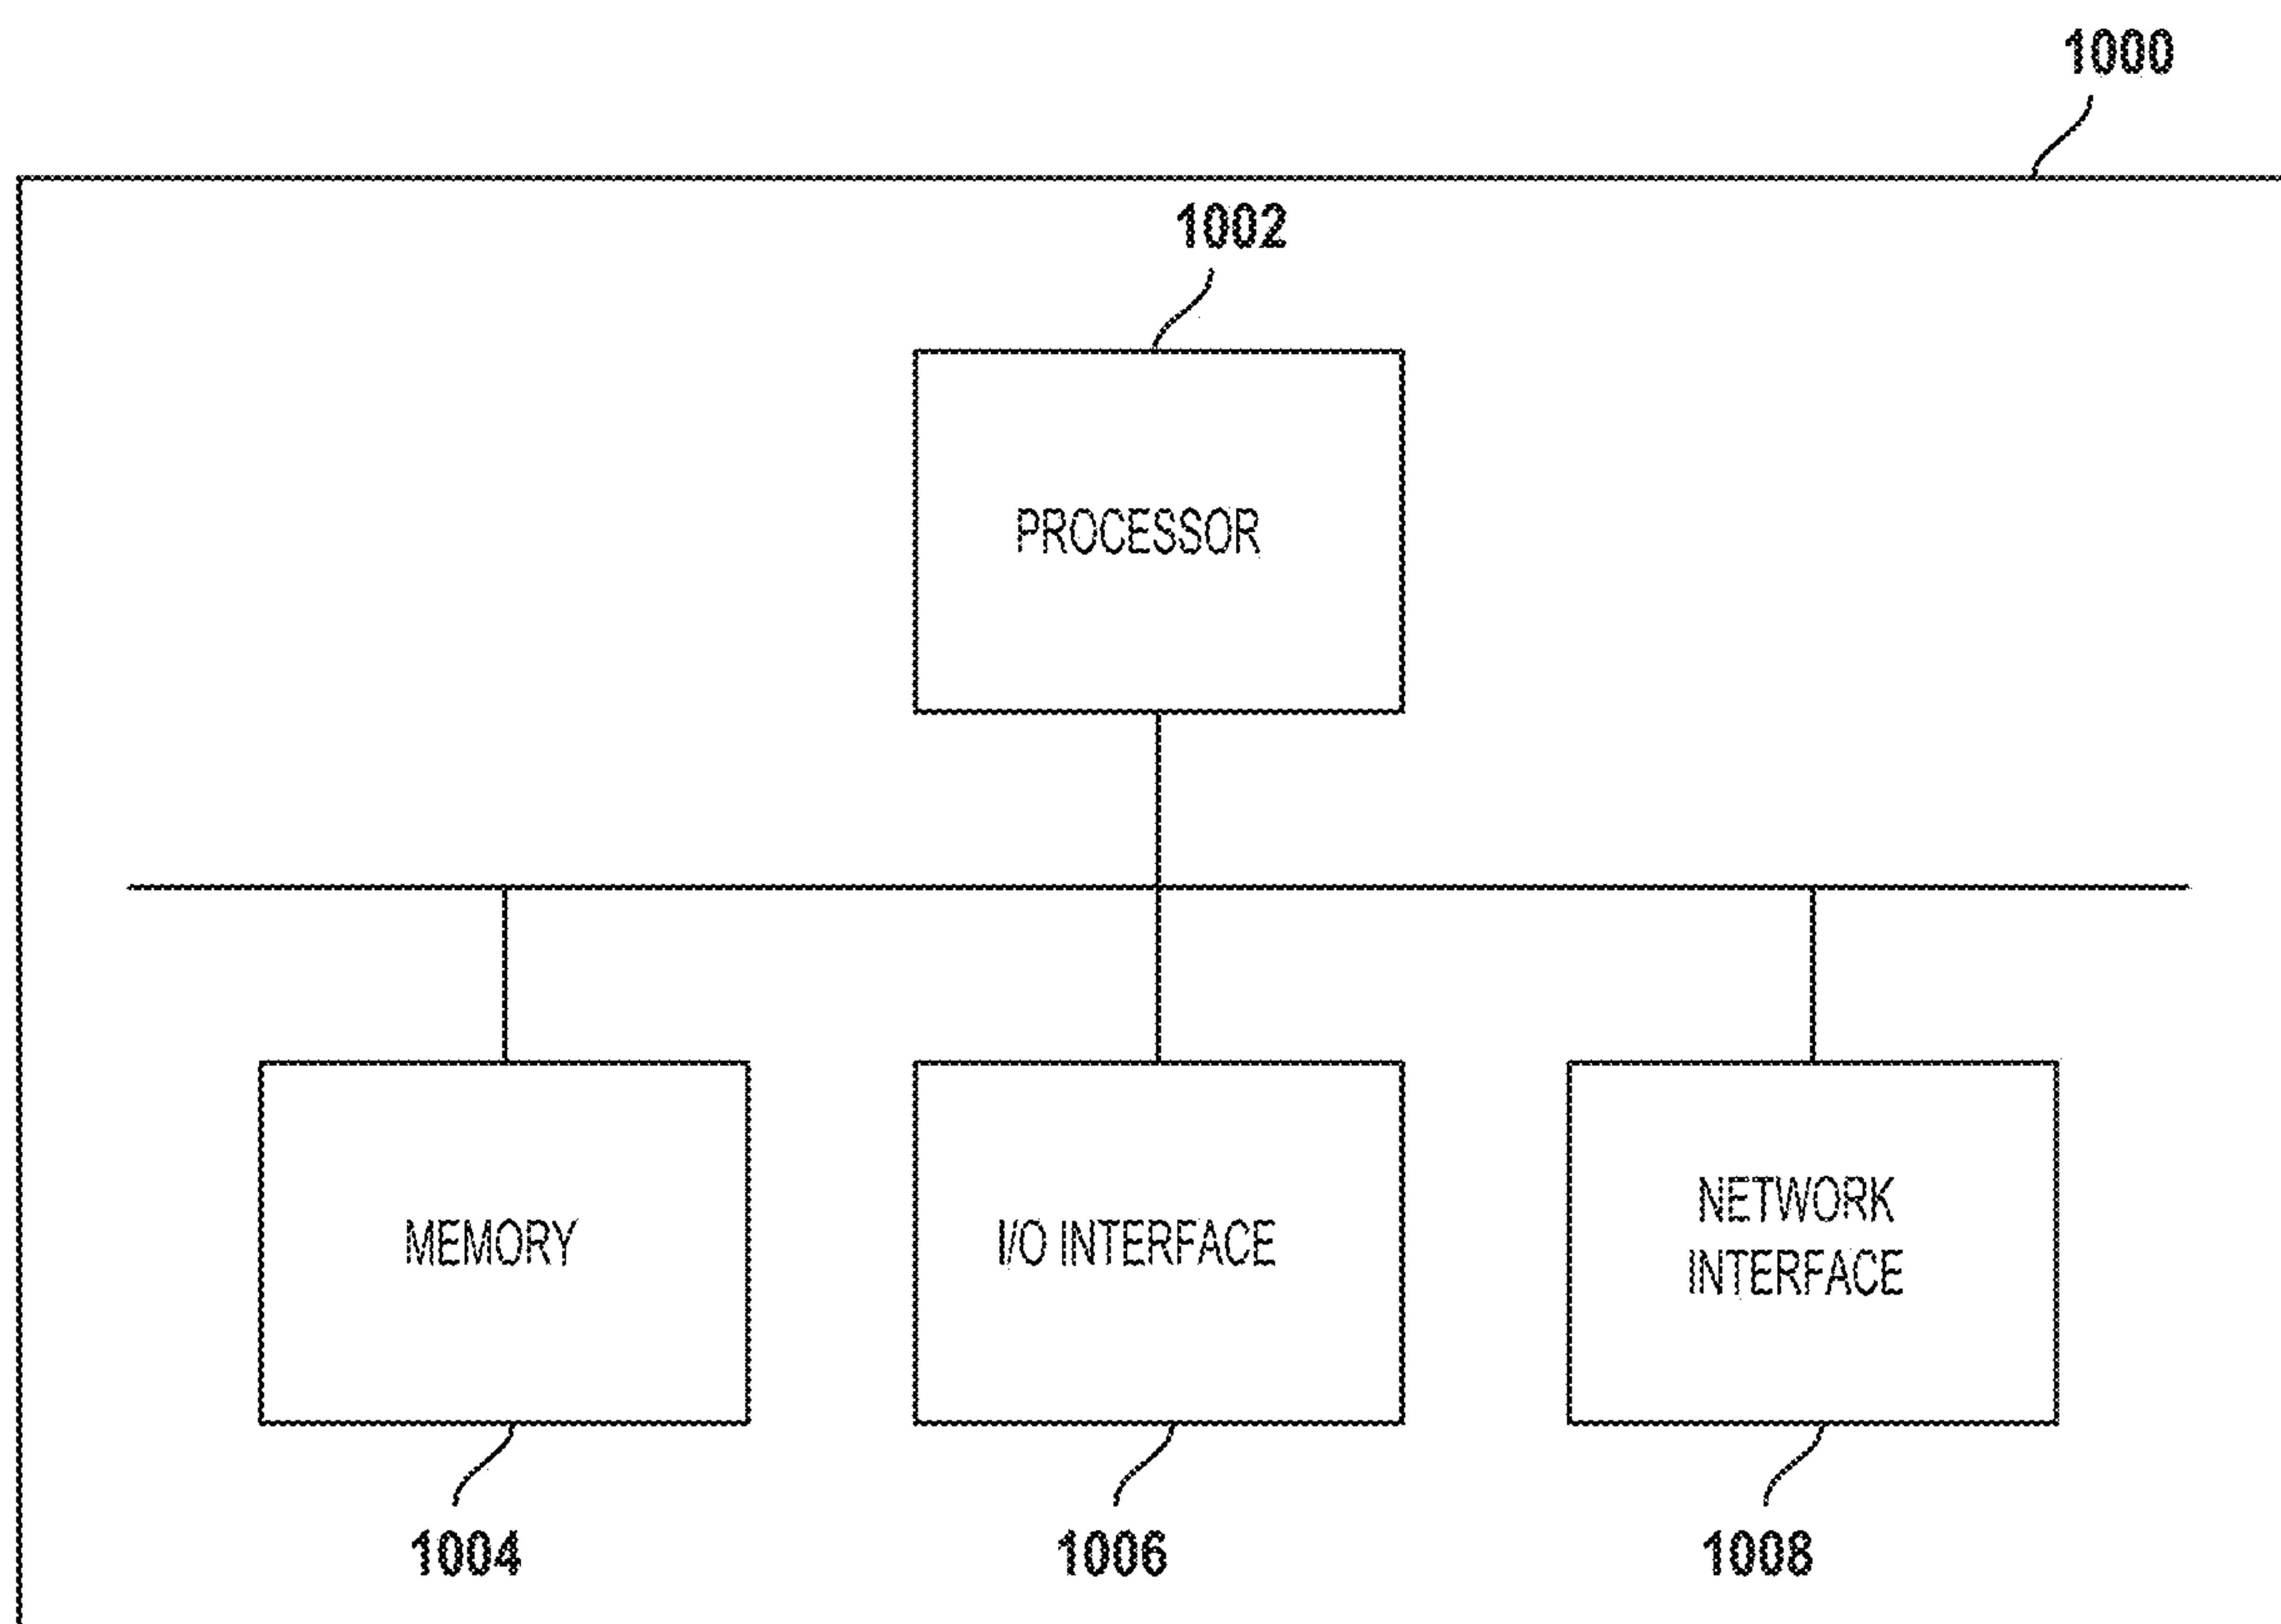 1000
1002
PROCESSOR
MEMORY
I/O INTERFACE
NETWORK
INTERFACE
1004
1006
1008